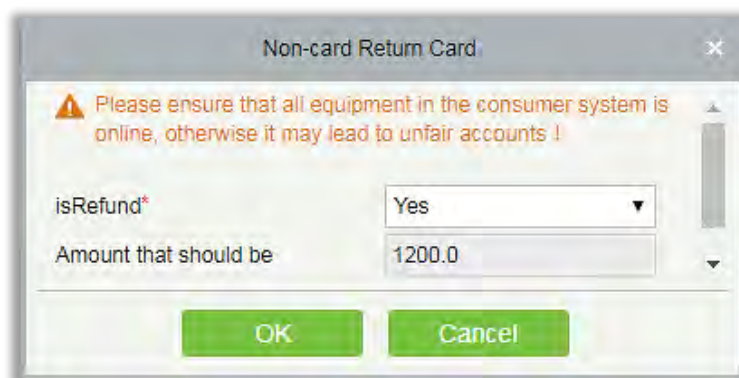 Non-card Return Card
Please ensure that all equipment in the consumer system is
online, otherwise it may lead to unfair accounts !
isRefund* Yes
Amount that should be 1200.0
OK Cancel